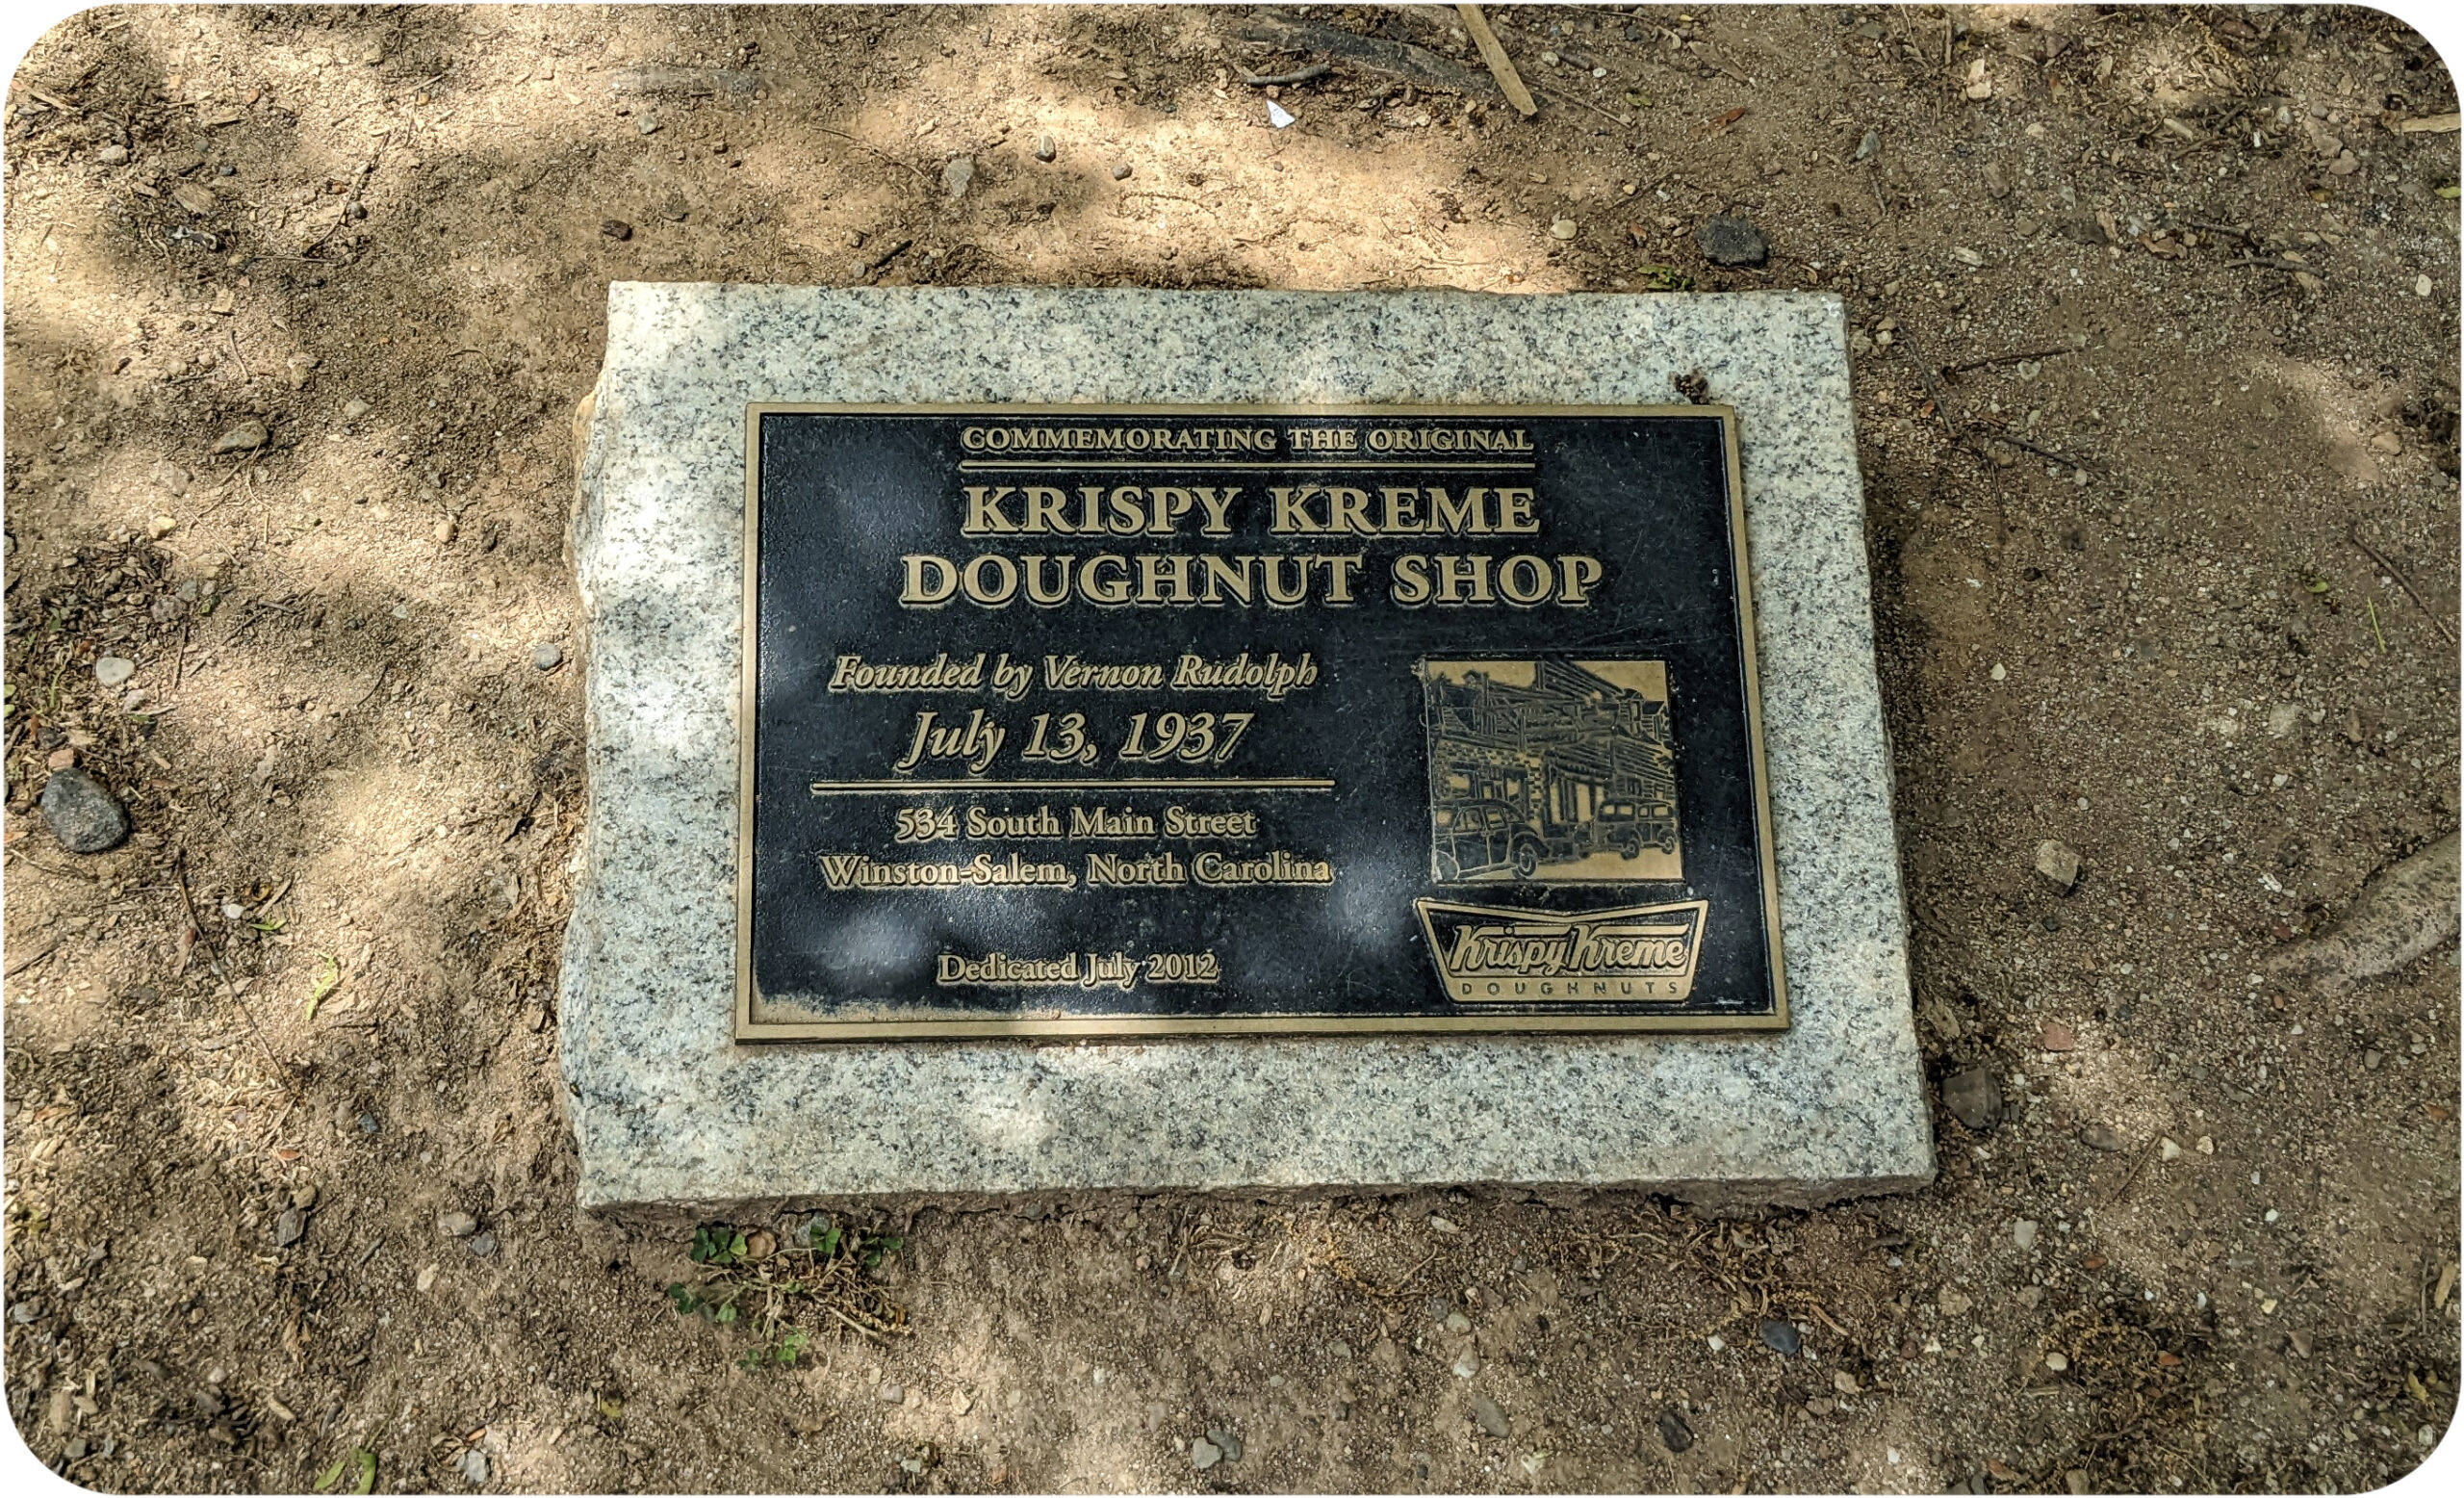 COMMEMORATING THE ORIGINAL
KRISPY KREME
DOUGHNUT SHOP
Founded by Vernon Rudolph
July 13, 1937
534 South Main Street
Winston-Salem, North Carolina
Dedicated July 2012
Krispy Kreme
DOUGHNUTS